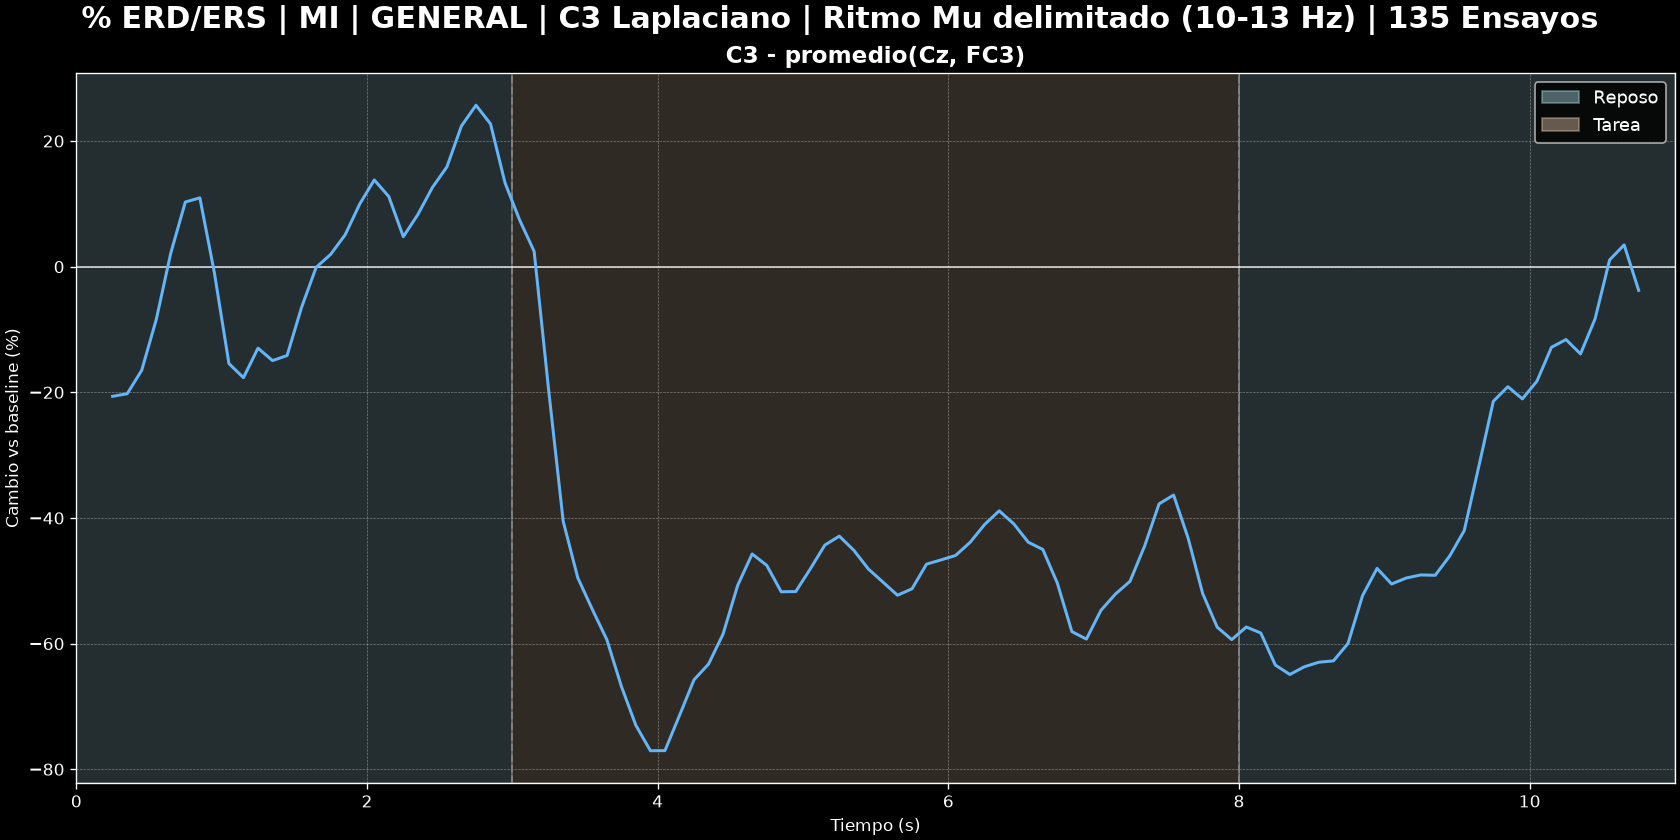 % ERD/ERS | MI | GENERAL | C3 Laplaciano | Ritmo Mu delimitado (10-13 Hz) | 135 Ensayos
C3 - promedio(Cz, FC3)
Reposo
Tarea
Cambio vs baseline (%)
20
0
−20
−40
−60
−80
0 2 4 6 8 10
Tiempo (s)